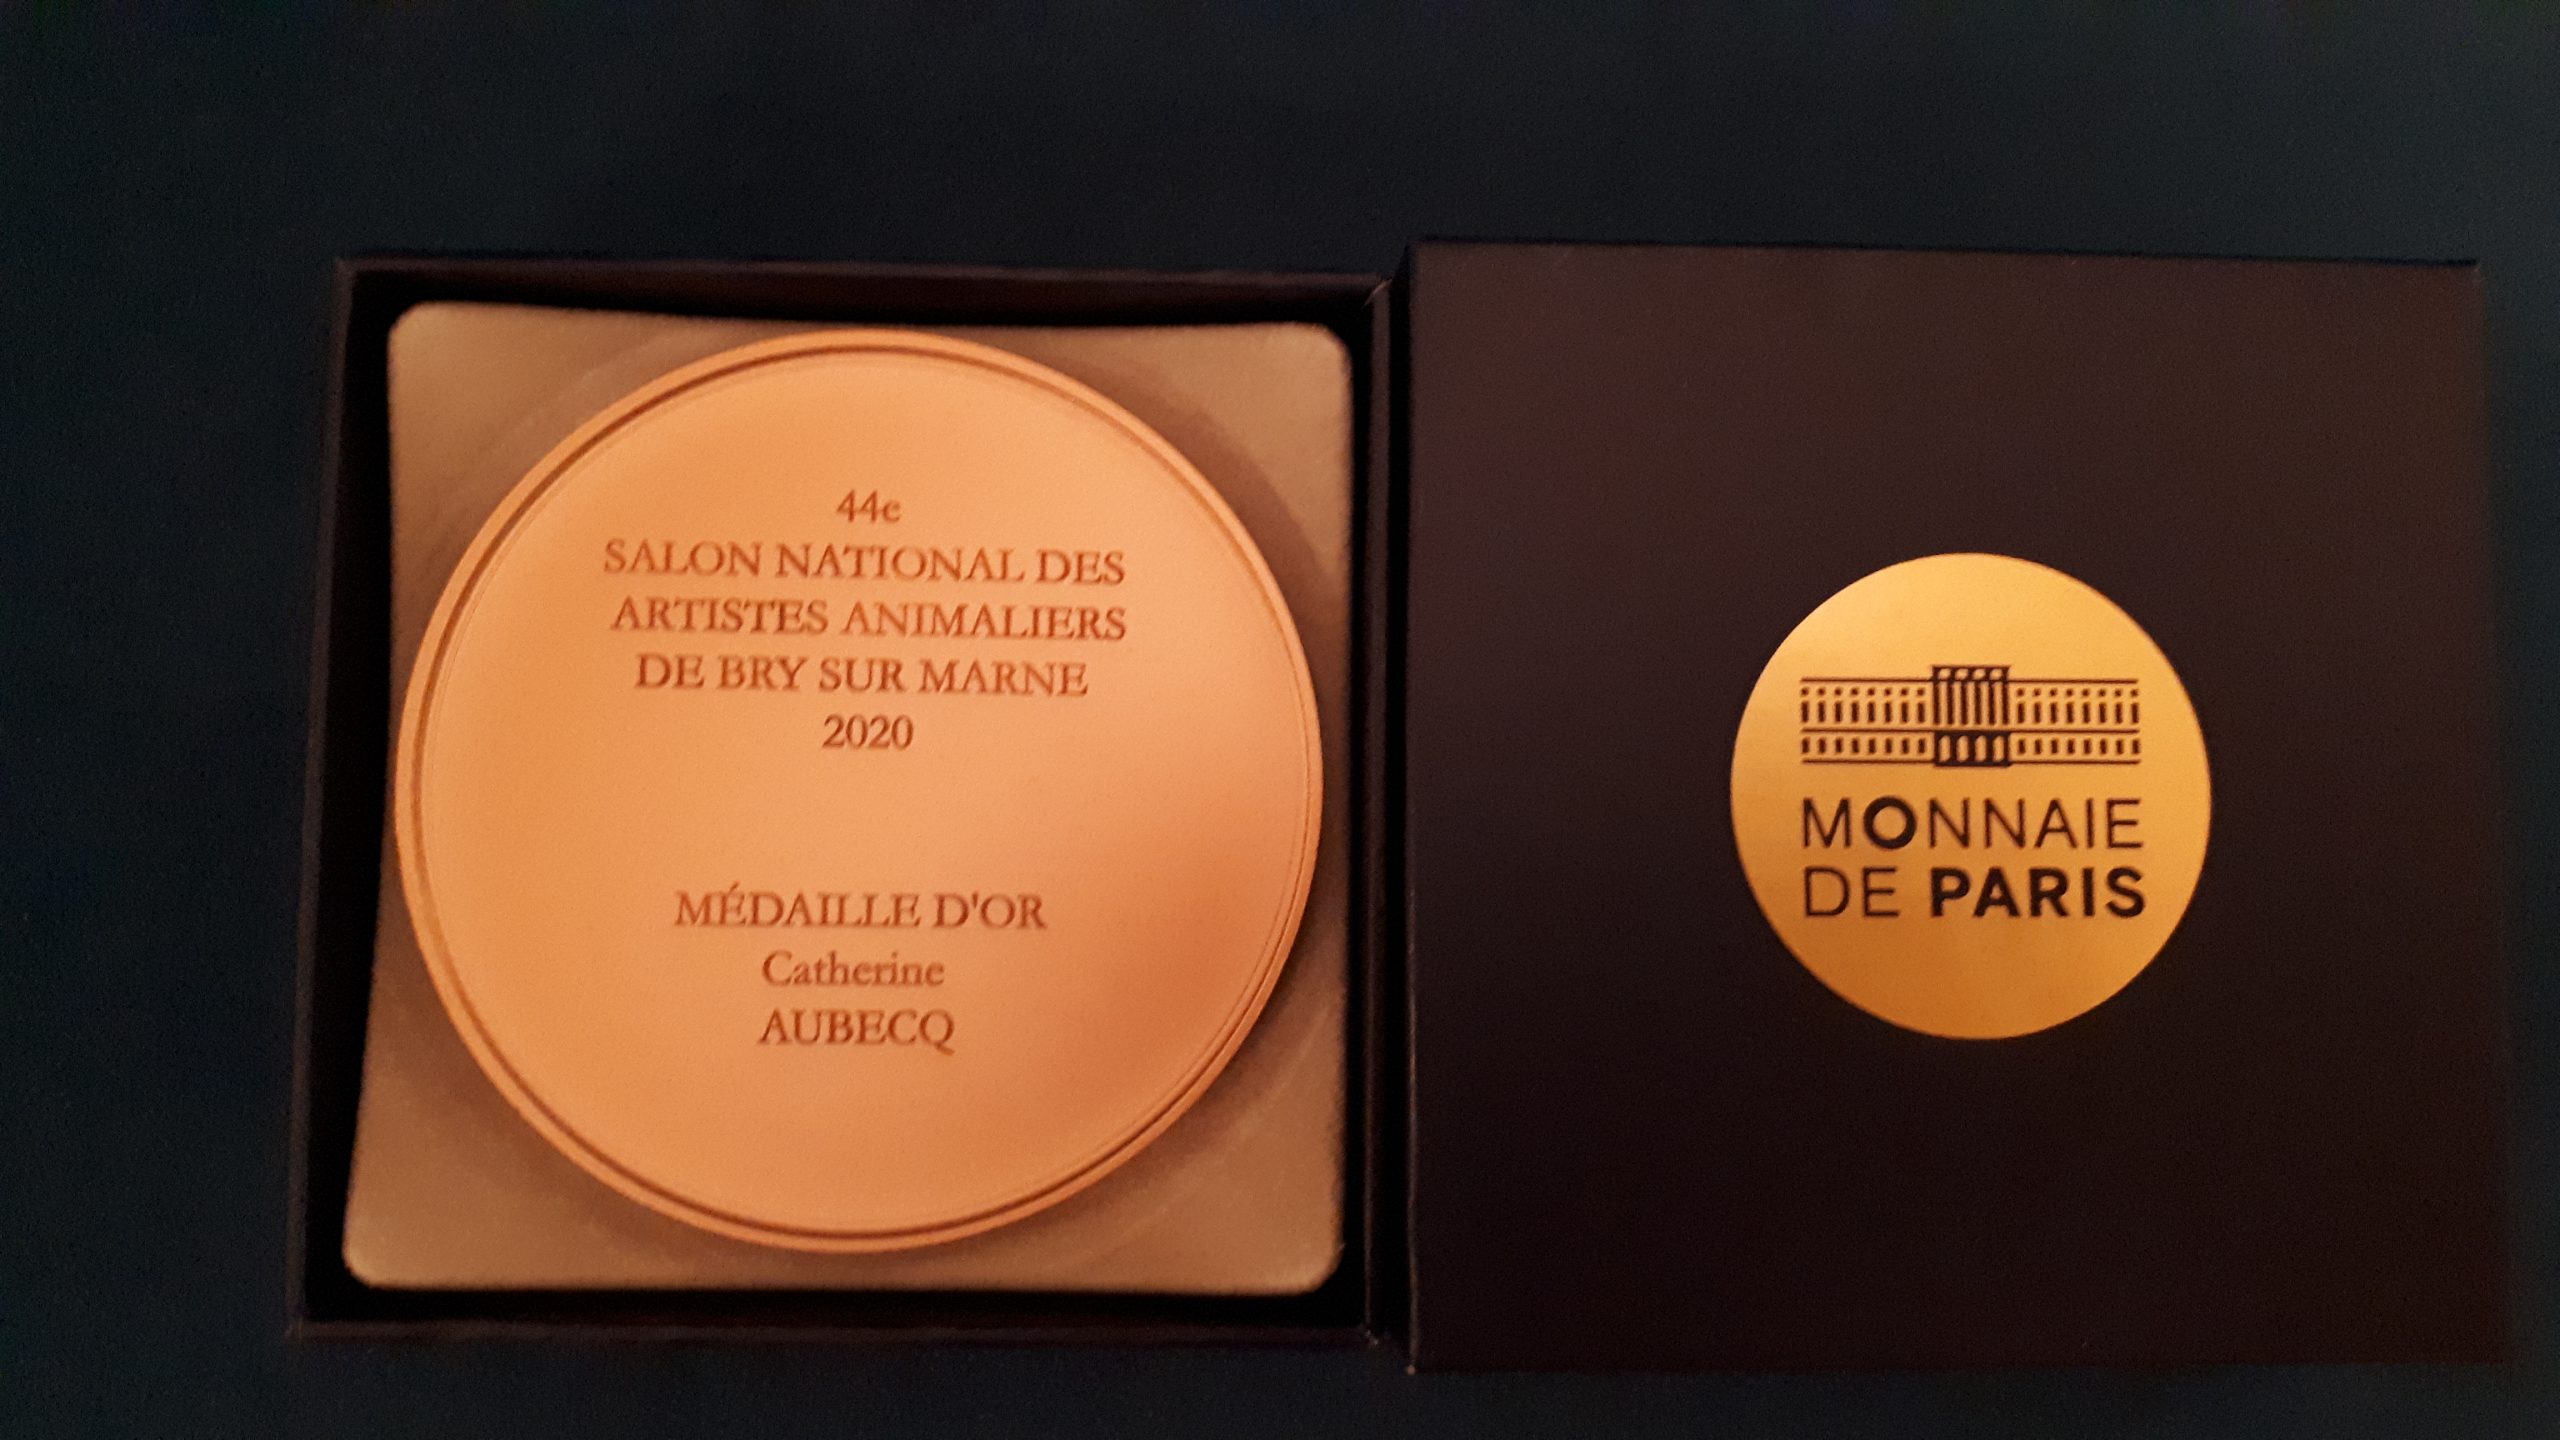 44e
SALON NATIONAL DES
ARTISTES ANIMALIERS
DE BRY SUR MARNE
2020
MÉDAILLE D'OR
Catherine
AUBECQ
MONNAIE
DE PARIS